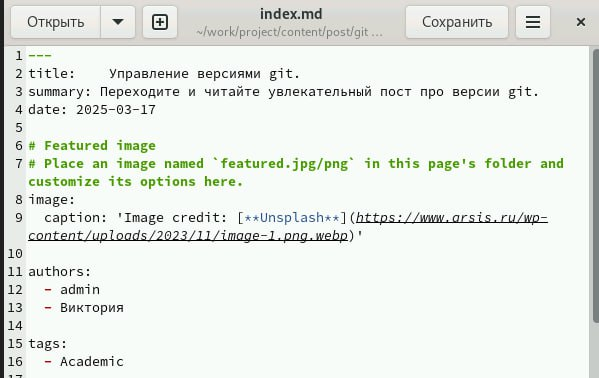 Открыть
index.md
~/work/project/content/post/git ...
Сохранить
1 ---
2 title:    Управление версиями git.
3 summary: Переходите и читайте увлекательный пост про версии git.
4 date: 2025-03-17
5
6 # Featured image
7 # Place an image named `featured.jpg/png` in this page's folder and
customize its options here.
8 image:
9   caption: 'Image credit: [**Unsplash**](https://www.arsis.ru/wp-
content/uploads/2023/11/image-1.png.webp)'
10
11 authors:
12   - admin
13   - Виктория
14
15 tags:
16   - Academic
17